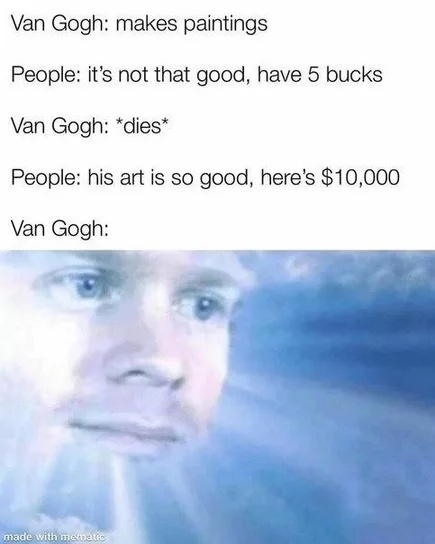 Van Gogh: makes paintings
People: it’s not that good, have 5 bucks
Van Gogh: *dies*
People: his art is so good, here’s $10,000
Van Gogh:
made with mematic